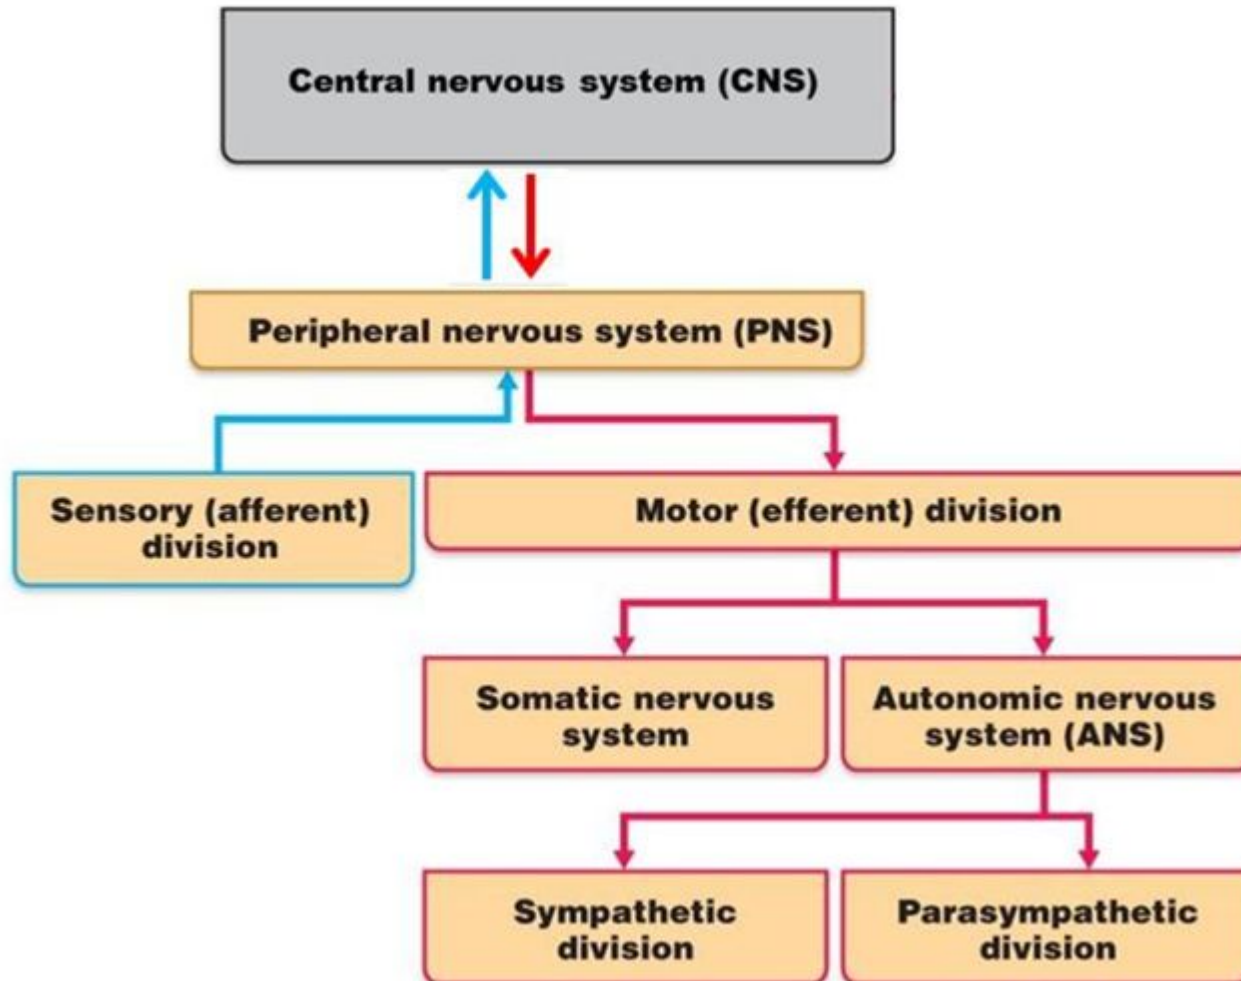 Central nervous system (CNS)
Peripheral nervous system (PNS)
Sensory (afferent)
division
Motor (efferent) division
Somatic nervous
system
Autonomic nervous
system (ANS)
Sympathetic
division
Parasympathetic
division